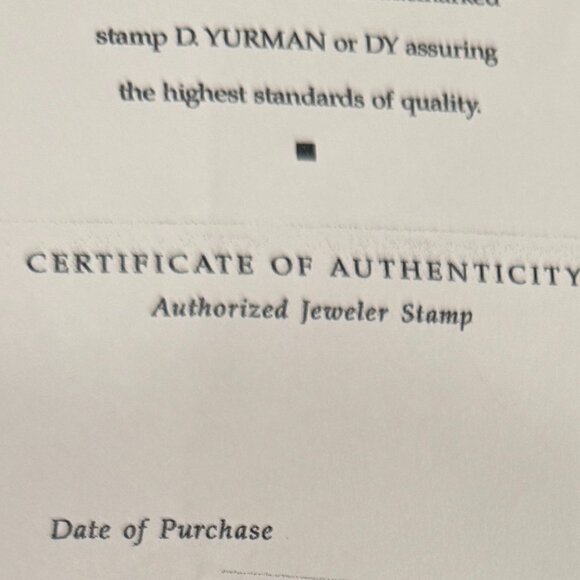 stamp D. YURMAN or DY assuring
the highest standards of quality.
CERTIFICATE OF AUTHENTICITY
Authorized Jeweler Stamp
Date of Purchase